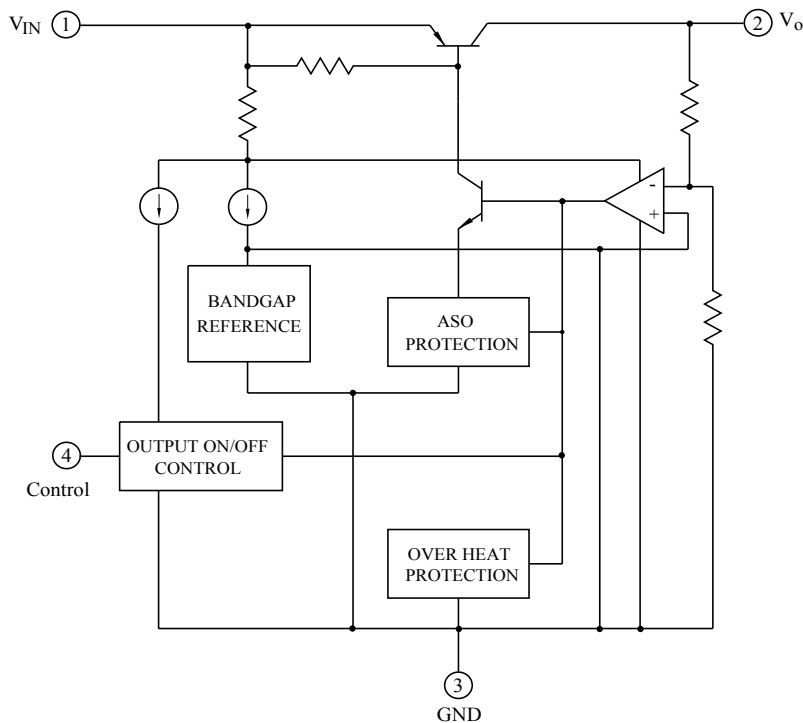 VIN 1
2 Vo
-
+
BANDGAP
REFERENCE
ASO
PROTECTION
4
Control
OUTPUT ON/OFF
CONTROL
OVER HEAT
PROTECTION
3
GND